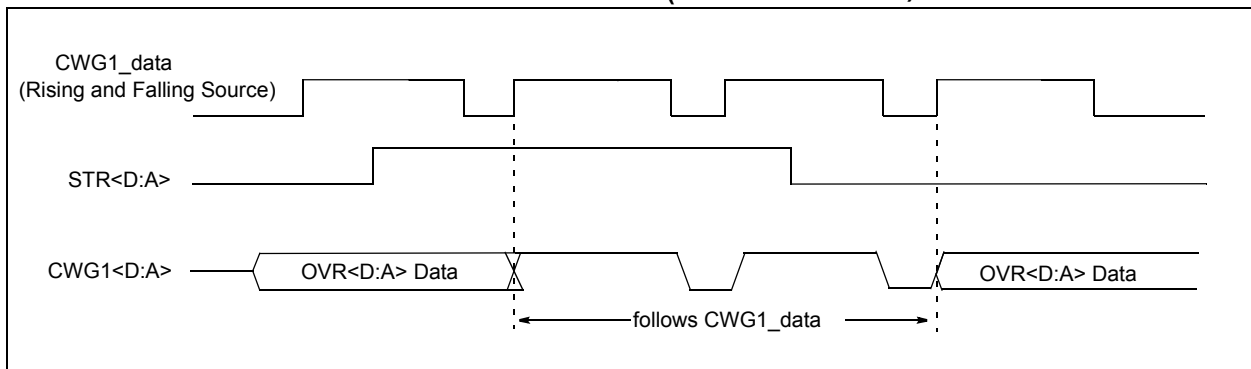 CWG1_data
(Rising and Falling Source)
STR<D:A>
CWG1<D:A>
OVR<D:A> Data
OVR<D:A> Data
follows CWG1_data